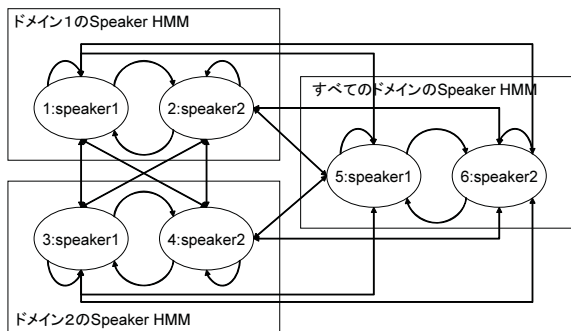 ドメイン1のSpeaker HMM
1:speaker1
2:speaker2
すべてのドメインのSpeaker HMM
5:speaker1
6:speaker2
3:speaker1
4:speaker2
ドメイン2のSpeaker HMM